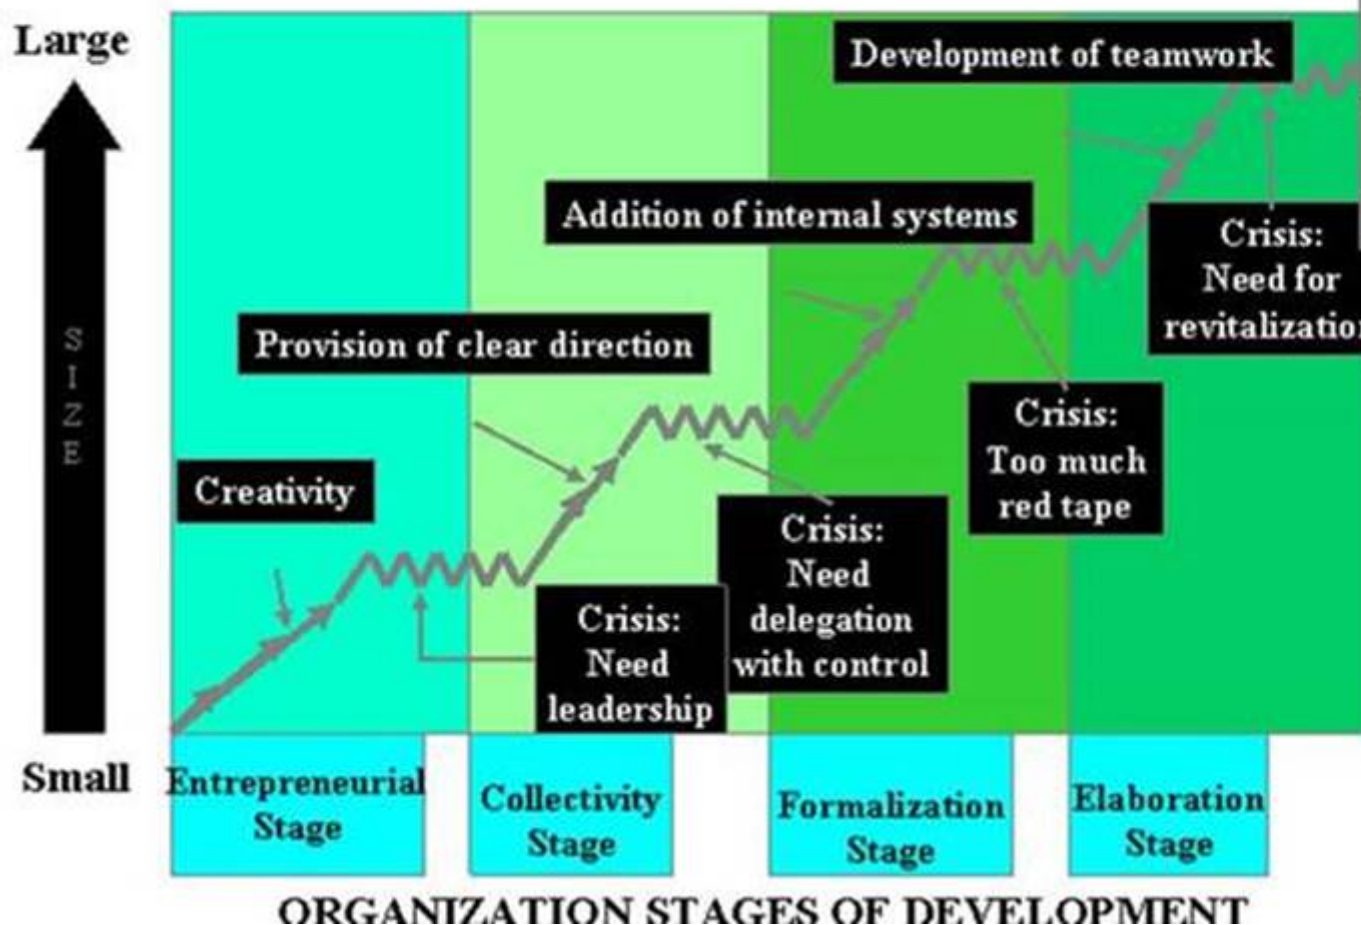 Large
Development of teamwork
Addition of internal systems
Crisis:
Need for
revitalizatio
S
I
Z
E
Provision of clear direction
Crisis:
Too much
red tape
Creativity
Crisis:
Need
delegation
with control
Crisis:
Need
leadership
Small
Entrepreneurial
Stage
Collectivity
Stage
Formalization
Stage
Elaboration
Stage
ORGANIZATION STAGES OF DEVELOPMENT